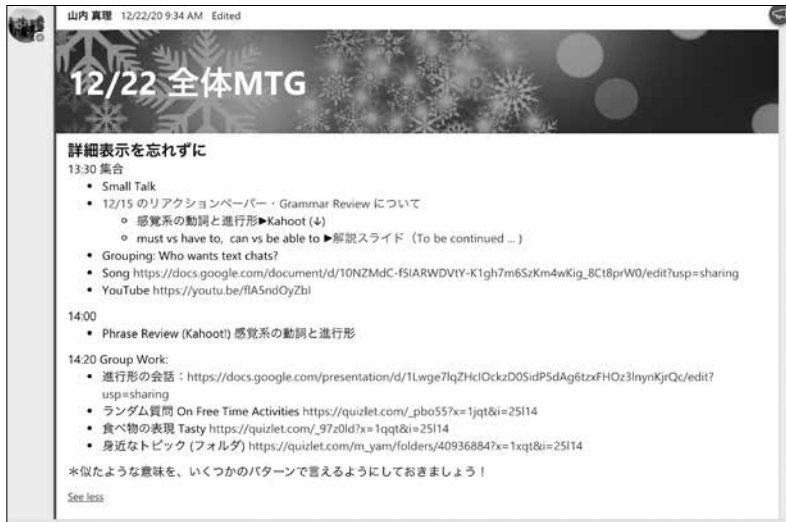 山内 真理 12/22/20 9:34 AM Edited
12/22 全体MTG
詳細表示を忘れずに
13:30 集合
• Small Talk
• 12/15 のリアクションペーパー・Grammar Review について
○ 感覚系の動詞と進行形▶Kahoot (↓)
○ must vs have to, can vs be able to ▶解説スライド（To be continued ... )
• Grouping: Who wants text chats?
• Song https://docs.google.com/document/d/10NZMdC-fSIARWDVtY-K1gh7m6SzKm4wKig_8Ct8prW0/edit?usp=sharing
• YouTube https://youtu.be/flA5ndOyZbI
14:00
• Phrase Review (Kahoot!) 感覚系の動詞と進行形
14:20 Group Work:
• 進行形の会話：https://docs.google.com/presentation/d/1Lwge7lqZHcIOckzD0SidP5dAg6tzxFHOz3lnynKjrQc/edit?
usp=sharing
• ランダム質問 On Free Time Activities https://quizlet.com/_pbo55?x=1jqt&i=25l14
• 食べ物の表現 Tasty https://quizlet.com/_97z0ld?x=1qqt&i=25l14
• 身近なトピック (フォルダ) https://quizlet.com/m_yam/folders/40936884?x=1xqt&i=25l14
＊似たような意味を、いくつかのパターンで言えるようにしておきましょう！
See less